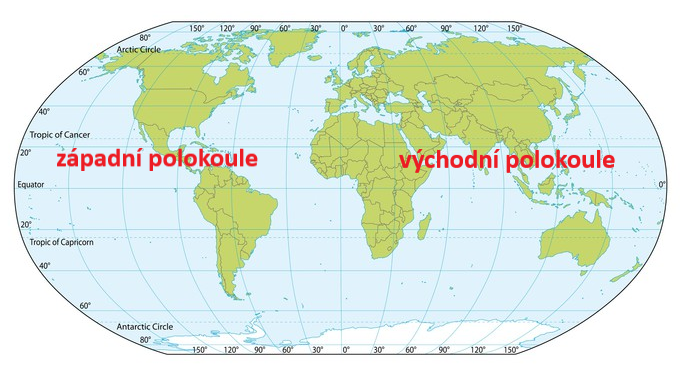 150° 120° 90° 60° 30° 0° 30° 60° 90° 120° 150°
80°
Arctic Circle
60°
40°
Tropic of Cancer
20°
západní polokoule východní polokoule
Equator 0°
20°
Tropic of Capricorn
40°
60°
Antarctic Circle
80°
150° 120° 90° 60° 30° 0° 30° 60° 90° 120° 150°